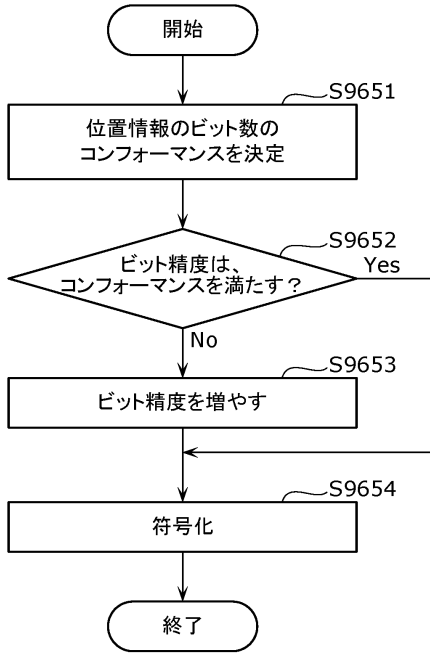 開始
S9651
位置情報のビット数の
コンフォーマンスを決定
S9652
ビット精度は、
コンフォーマンスを満たす？
Yes
No
S9653
ビット精度を増やす
S9654
符号化
終了